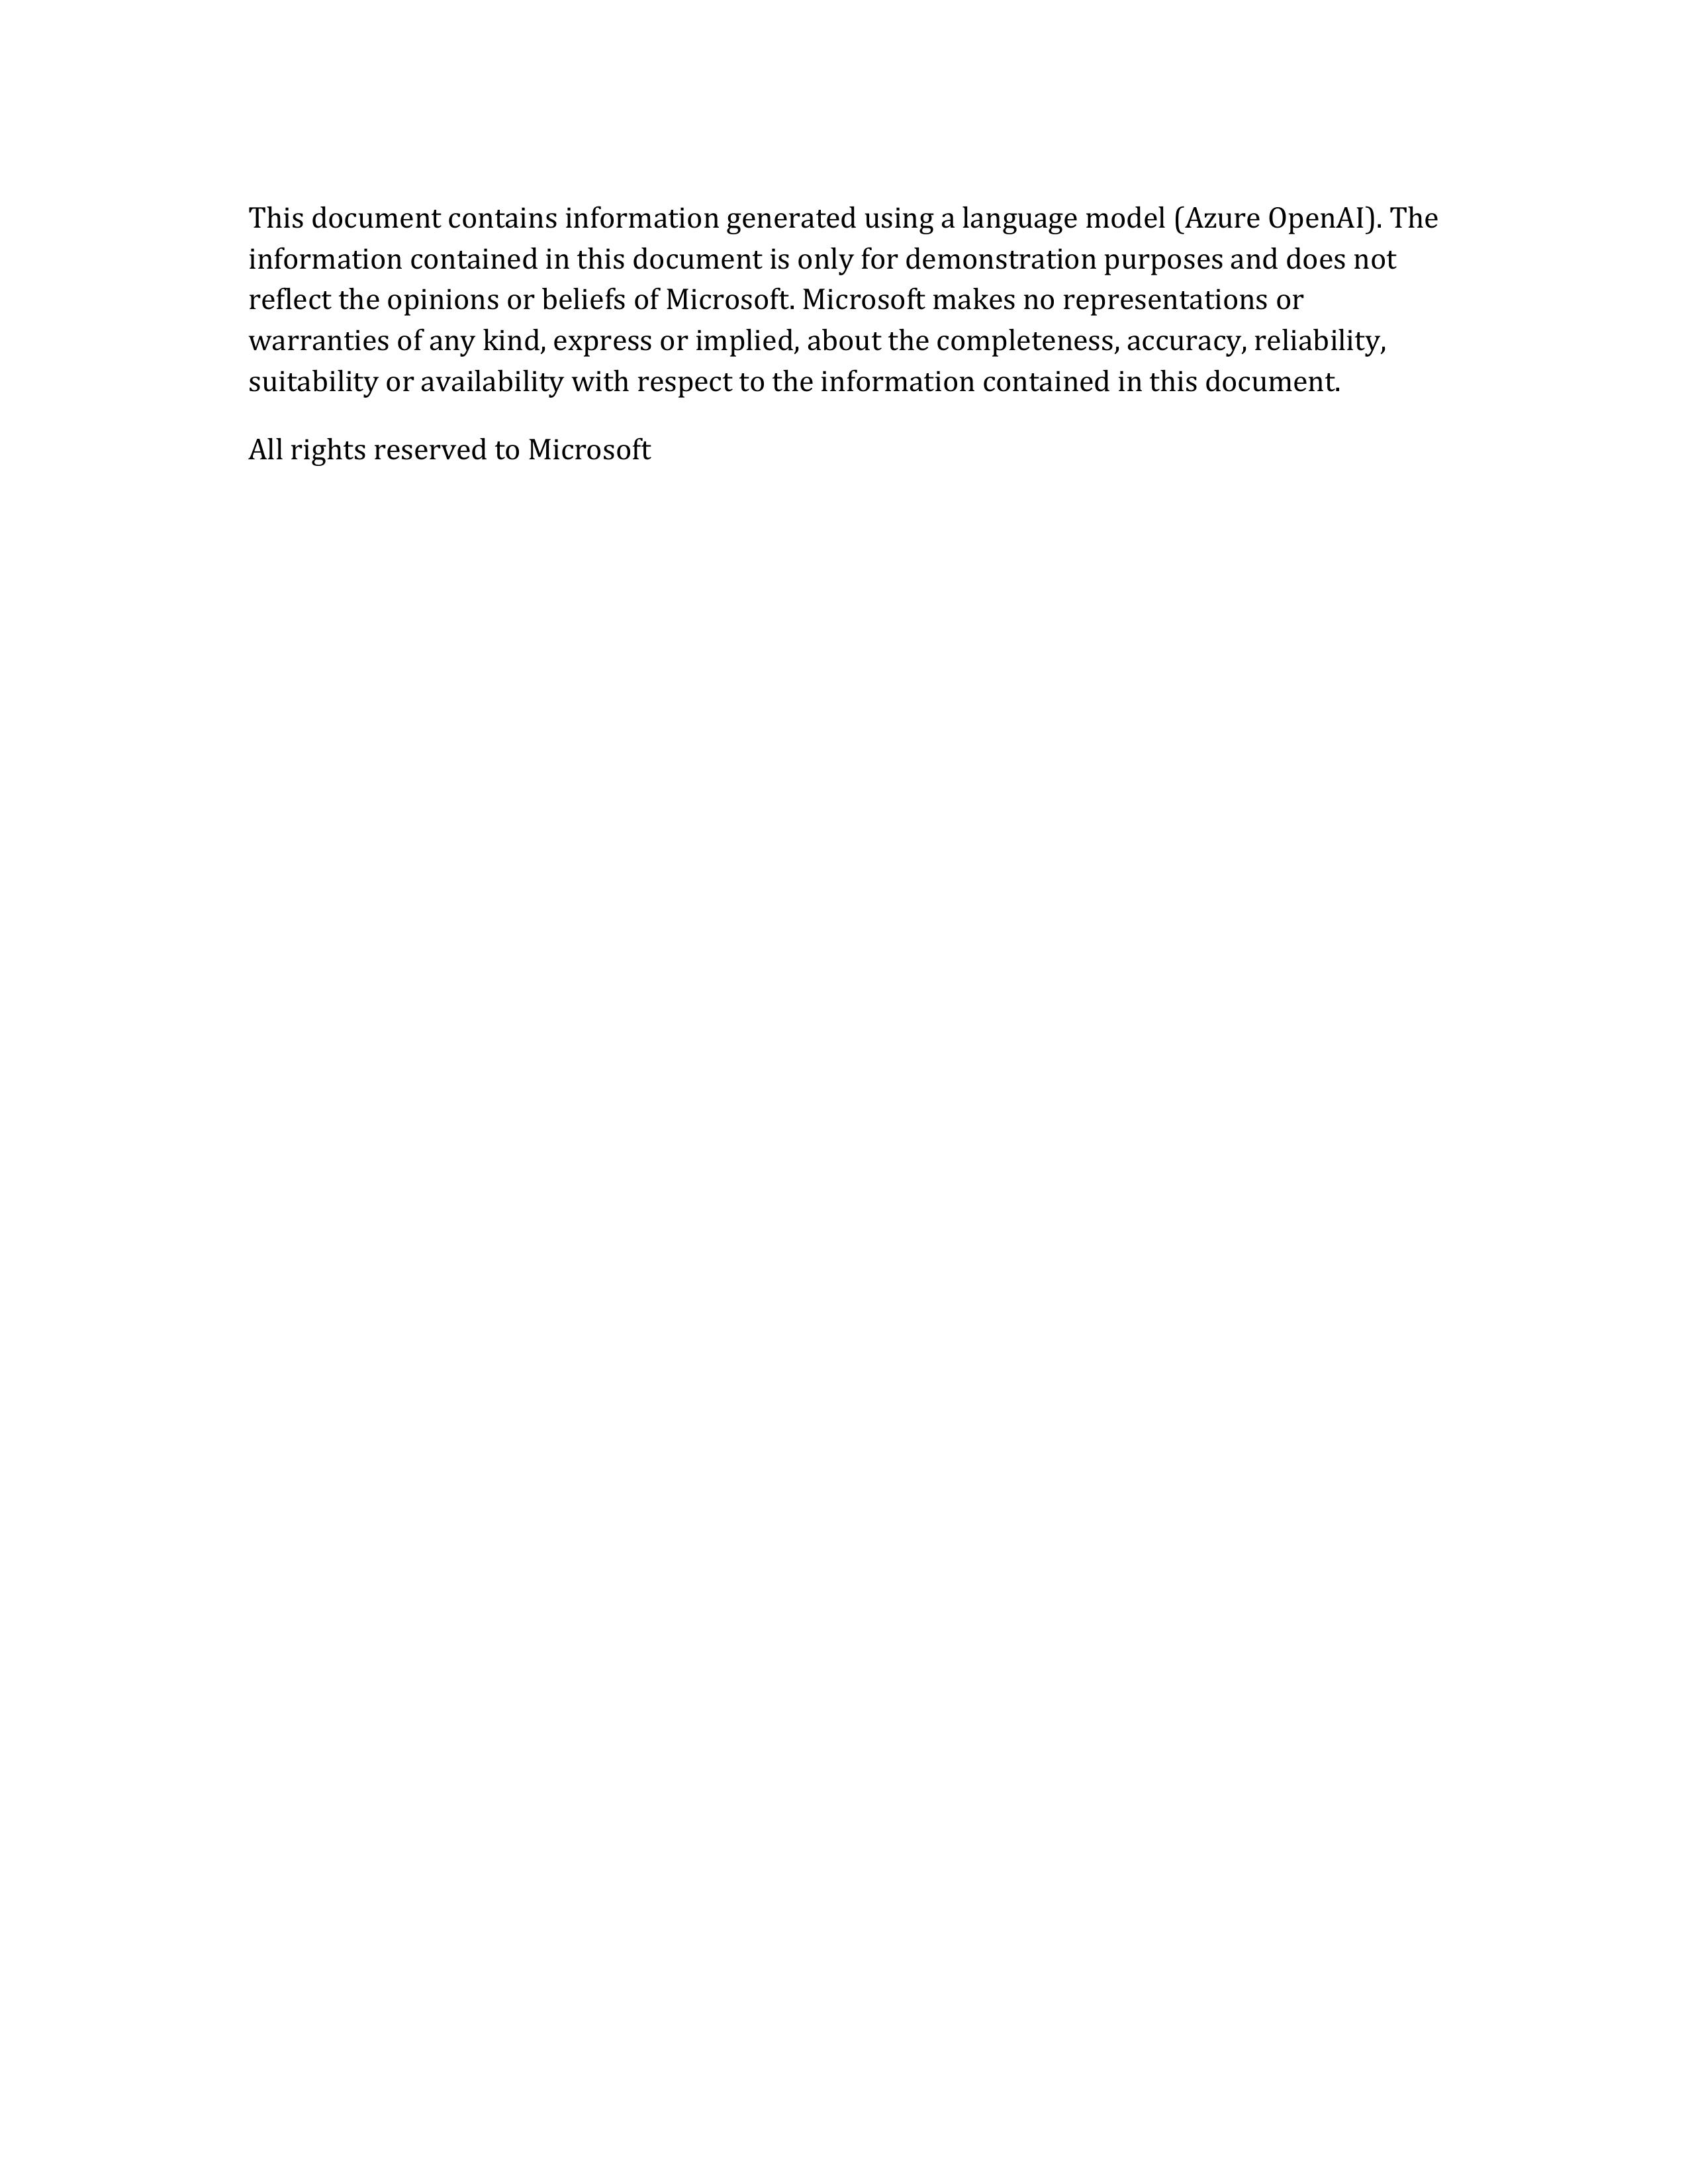 This document contains information generated using a language model (Azure OpenAI). The
information contained in this document is only for demonstration purposes and does not
reflect the opinions or beliefs of Microsoft. Microsoft makes no representations or
warranties of any kind, express or implied, about the completeness, accuracy, reliability,
suitability or availability with respect to the information contained in this document.
All rights reserved to Microsoft